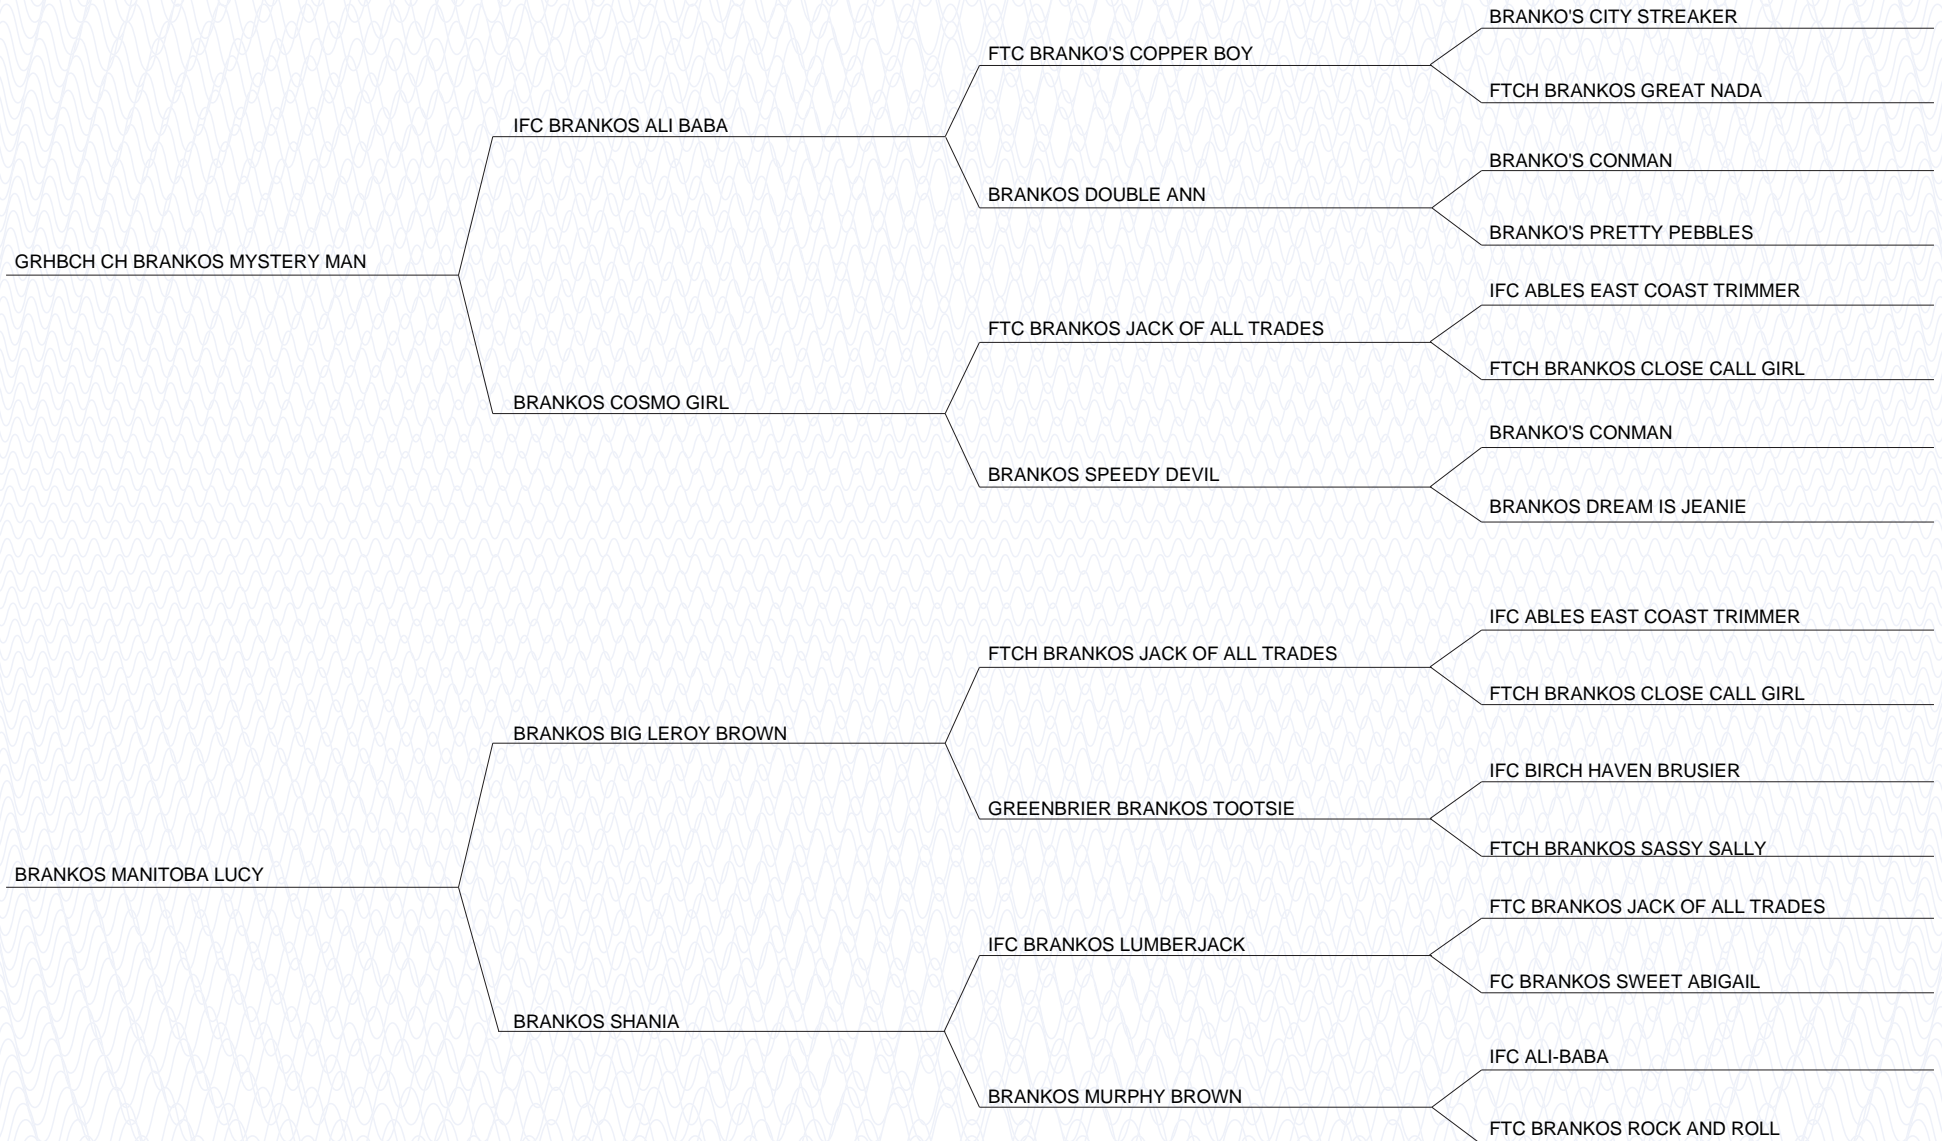 BRANKO'S CITY STREAKER
FTC BRANKO'S COPPER BOY
FTCH BRANKOS GREAT NADA
IFC BRANKOS ALI BABA
BRANKO'S CONMAN
BRANKOS DOUBLE ANN
BRANKO'S PRETTY PEBBLES
GRHBCH CH BRANKOS MYSTERY MAN
IFC ABLES EAST COAST TRIMMER
FTC BRANKOS JACK OF ALL TRADES
FTCH BRANKOS CLOSE CALL GIRL
BRANKOS COSMO GIRL
BRANKO'S CONMAN
BRANKOS SPEEDY DEVIL
BRANKOS DREAM IS JEANIE
IFC ABLES EAST COAST TRIMMER
FTCH BRANKOS JACK OF ALL TRADES
FTCH BRANKOS CLOSE CALL GIRL
BRANKOS BIG LEROY BROWN
IFC BIRCH HAVEN BRUSIER
GREENBRIER BRANKOS TOOTSIE
FTCH BRANKOS SASSY SALLY
BRANKOS MANITOBA LUCY
FTC BRANKOS JACK OF ALL TRADES
IFC BRANKOS LUMBERJACK
FC BRANKOS SWEET ABIGAIL
BRANKOS SHANIA
IFC ALI-BABA
BRANKOS MURPHY BROWN
FTC BRANKOS ROCK AND ROLL